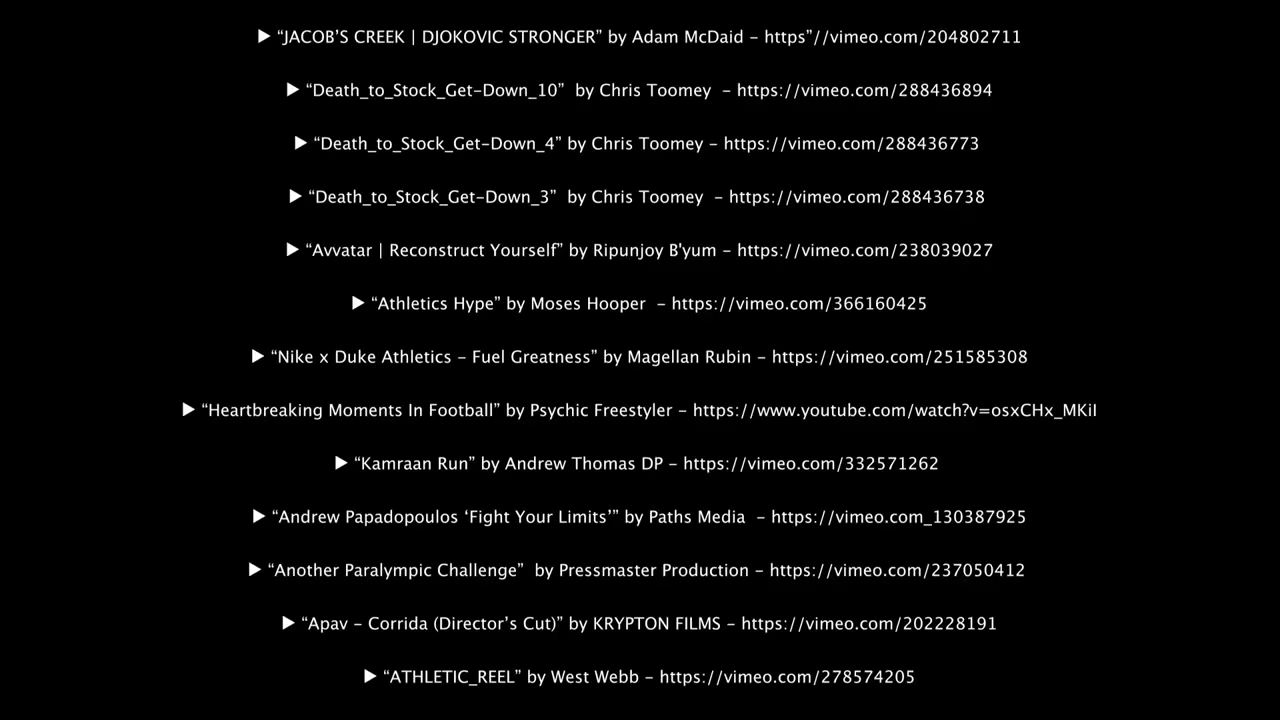 ▶ “JACOB’S CREEK | DJOKOVIC STRONGER” by Adam McDaid – https”//vimeo.com/204802711
▶ “Death_to_Stock_Get-Down_10” by Chris Toomey – https://vimeo.com/288436894
▶ “Death_to_Stock_Get-Down_4” by Chris Toomey – https://vimeo.com/288436773
▶ “Death_to_Stock_Get-Down_3” by Chris Toomey – https://vimeo.com/288436738
▶ “Avvatar | Reconstruct Yourself” by Ripunjoy B'yum – https://vimeo.com/238039027
▶ “Athletics Hype” by Moses Hooper – https://vimeo.com/366160425
▶ “Nike x Duke Athletics – Fuel Greatness” by Magellan Rubin – https://vimeo.com/251585308
▶ “Heartbreaking Moments In Football” by Psychic Freestyler – https://www.youtube.com/watch?v=osxCHx_MKiI
▶ “Kamraan Run” by Andrew Thomas DP – https://vimeo.com/332571262
▶ “Andrew Papadopoulos ‘Fight Your Limits’” by Paths Media – https://vimeo.com_130387925
▶ “Another Paralympic Challenge” by Pressmaster Production – https://vimeo.com/237050412
▶ “Apav – Corrida (Director’s Cut)” by KRYPTON FILMS – https://vimeo.com/202228191
▶ “ATHLETIC_REEL” by West Webb – https://vimeo.com/278574205